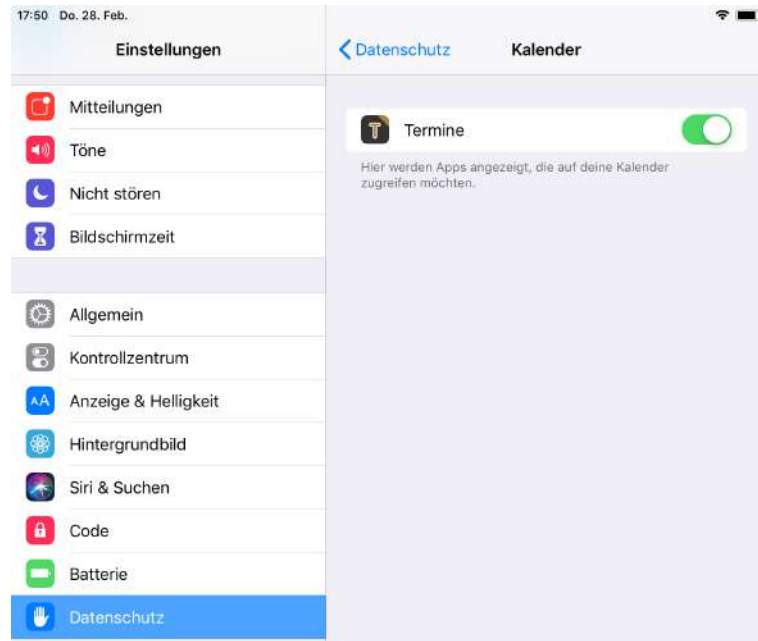 17:50 Do. 28. Feb.
Einstellungen
Mitteilungen
Töne
Nicht stören
Bildschirmzeit
Allgemein
Kontrollzentrum
AA Anzeige & Helligkeit
Hintergrundbild
Siri & Suchen
Code
Batterie
Datenschutz
Datenschutz Kalender
T Termine
Hier werden Apps angezeigt, die auf deine Kalender
zugreifen möchten.